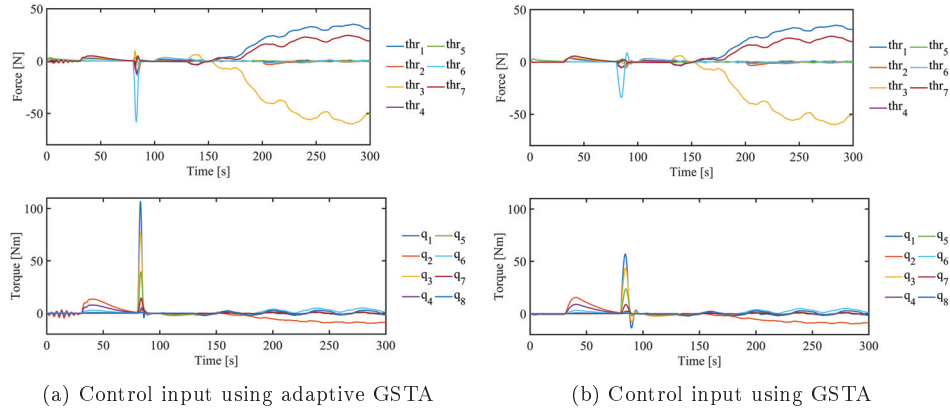 50
0
-50
Force [N]
0 50 100 150 200 250 300
Time [s]
thr1 thr5
thr2 thr6
thr3 thr7
thr4
50
0
-50
Force [N]
0 50 100 150 200 250 300
Time [s]
thr1 thr5
thr2 thr6
thr3 thr7
thr4
100
50
0
Torque [Nm]
0 50 100 150 200 250 300
Time [s]
q1 q5
q2 q6
q3 q7
q4 q8
100
50
0
Torque [Nm]
0 50 100 150 200 250 300
Time [s]
q1 q5
q2 q6
q3 q7
q4 q8
(a) Control input using adaptive GSTA
(b) Control input using GSTA